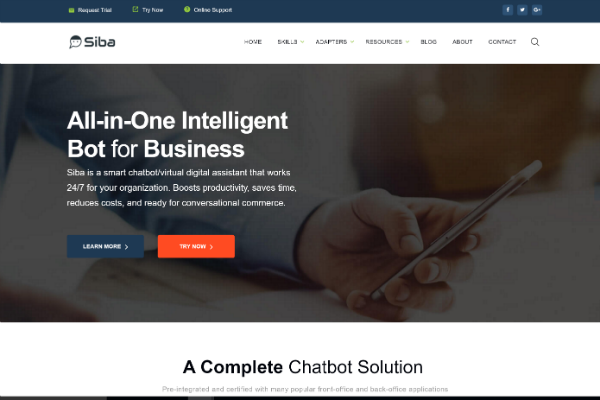 Request Trial Try Now Online Support
f G+
Siba
HOME SKILLS ADAPTERS RESOURCES BLOG ABOUT CONTACT
All-in-One Intelligent
Bot for Business
Siba is a smart chatbot/virtual digital assistant that works
24/7 for your organization. Boosts productivity, saves time,
reduces costs, and ready for conversational commerce.
LEARN MORE TRY NOW
A Complete Chatbot Solution
Pre-integrated and certified with many popular front-office and back-office applications